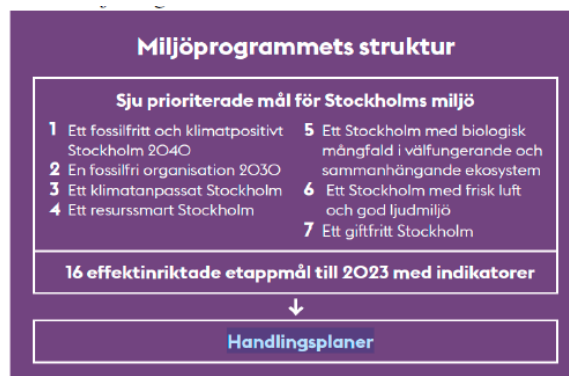 Miljöprogrammets struktur
Sju prioriterade mål för Stockholms miljö
1 Ett fossilfritt och klimatpositivt
Stockholm 2040
2 En fossilfri organisation 2030
3 Ett klimatanpassat Stockholm
4 Ett resurssmart Stockholm
5 Ett Stockholm med biologisk
mångfald i välfungerande och
sammanhängande ekosystem
6 Ett Stockholm med frisk luft
och god ljudmiljö
7 Ett giftfritt Stockholm
16 effektinriktade etappmål till 2023 med indikatorer
↓
Handlingsplaner